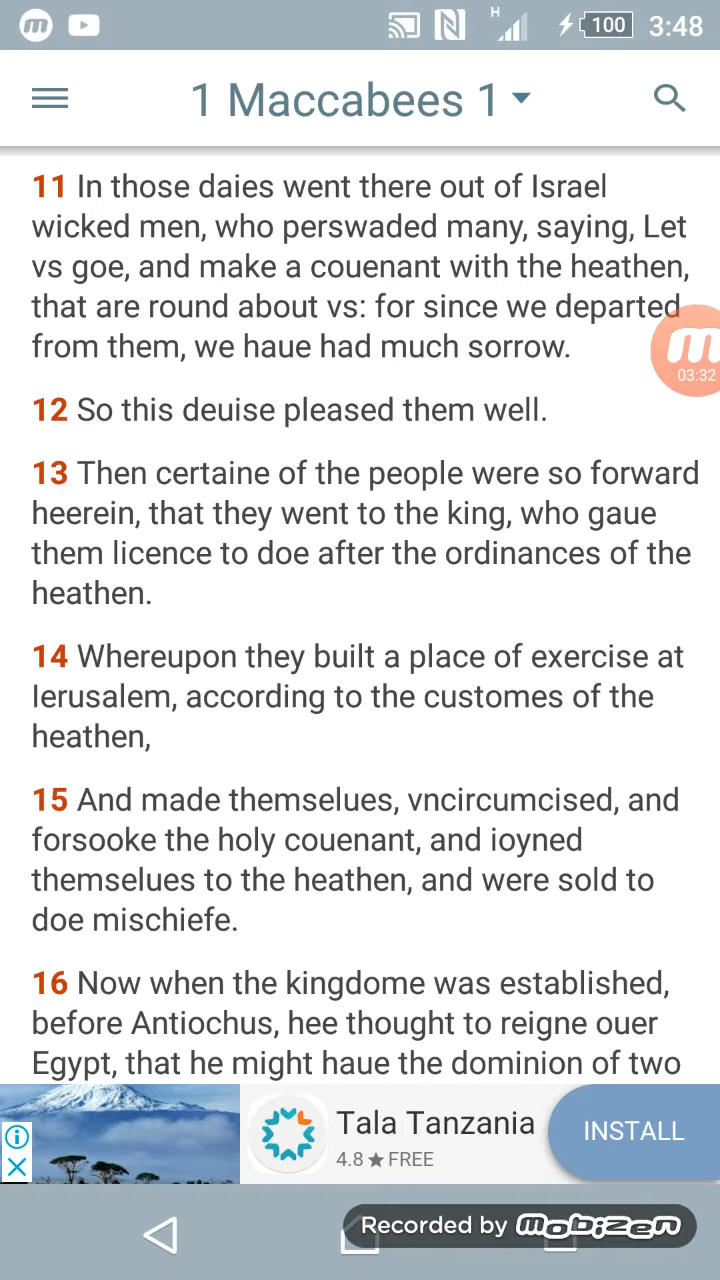 H 100 3:48
1 Maccabees 1
11 In those daies went there out of Israel
wicked men, who perswaded many, saying, Let
vs goe, and make a couenant with the heathen,
that are round about vs: for since we departed
from them, we haue had much sorrow.
03:32
12 So this deuise pleased them well.
13 Then certaine of the people were so forward
heerein, that they went to the king, who gaue
them licence to doe after the ordinances of the
heathen.
14 Whereupon they built a place of exercise at
Ierusalem, according to the customes of the
heathen,
15 And made themselues, vncircumcised, and
forsooke the holy couenant, and ioyned
themselues to the heathen, and were sold to
doe mischiefe.
16 Now when the kingdome was established,
before Antiochus, hee thought to reigne ouer
Egypt, that he might haue the dominion of two
Tala Tanzania
4.8 ★ FREE
INSTALL
Recorded by mobizen